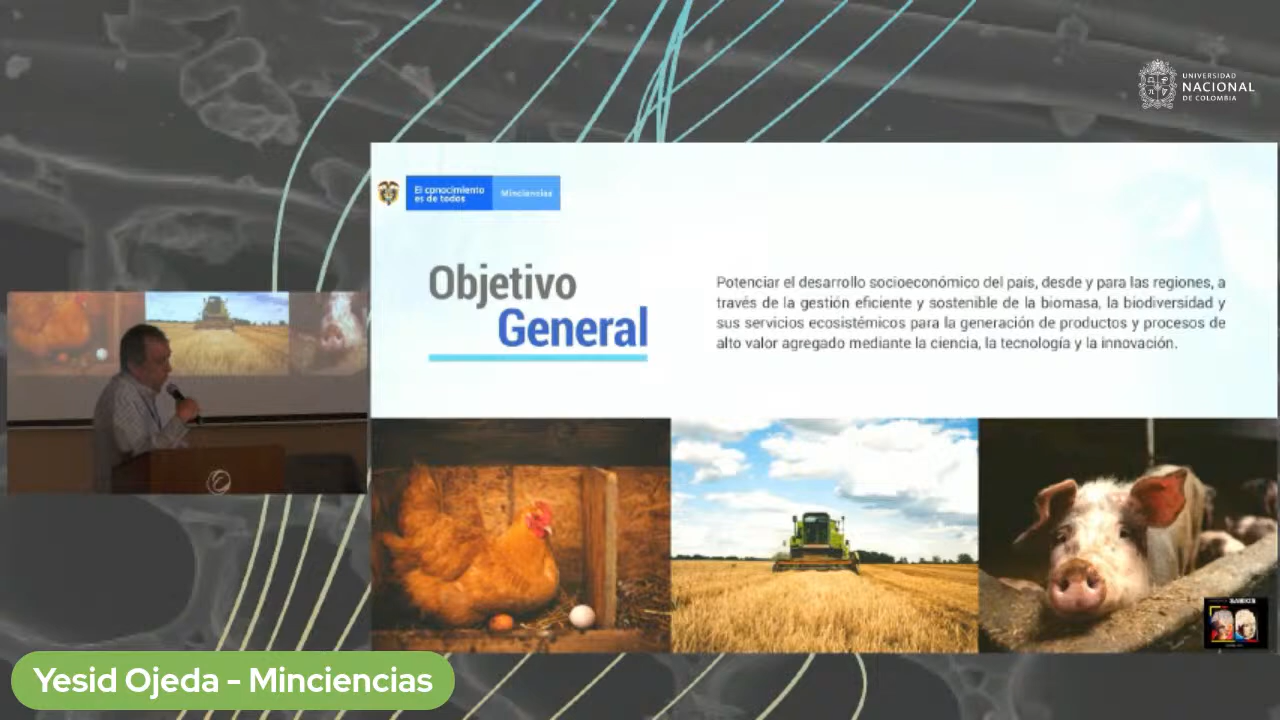 UNIVERSIDAD
NACIONAL
DE COLOMBIA
El conocimiento
es de todos
Minciencias
Objetivo
General
Potenciar el desarrollo socioeconómico del país, desde y para las regiones, a
través de la gestión eficiente y sostenible de la biomasa, la biodiversidad y
sus servicios ecosistémicos para la generación de productos y procesos de
alto valor agregado mediante la ciencia, la tecnología y la innovación.
Yesid Ojeda - Minciencias